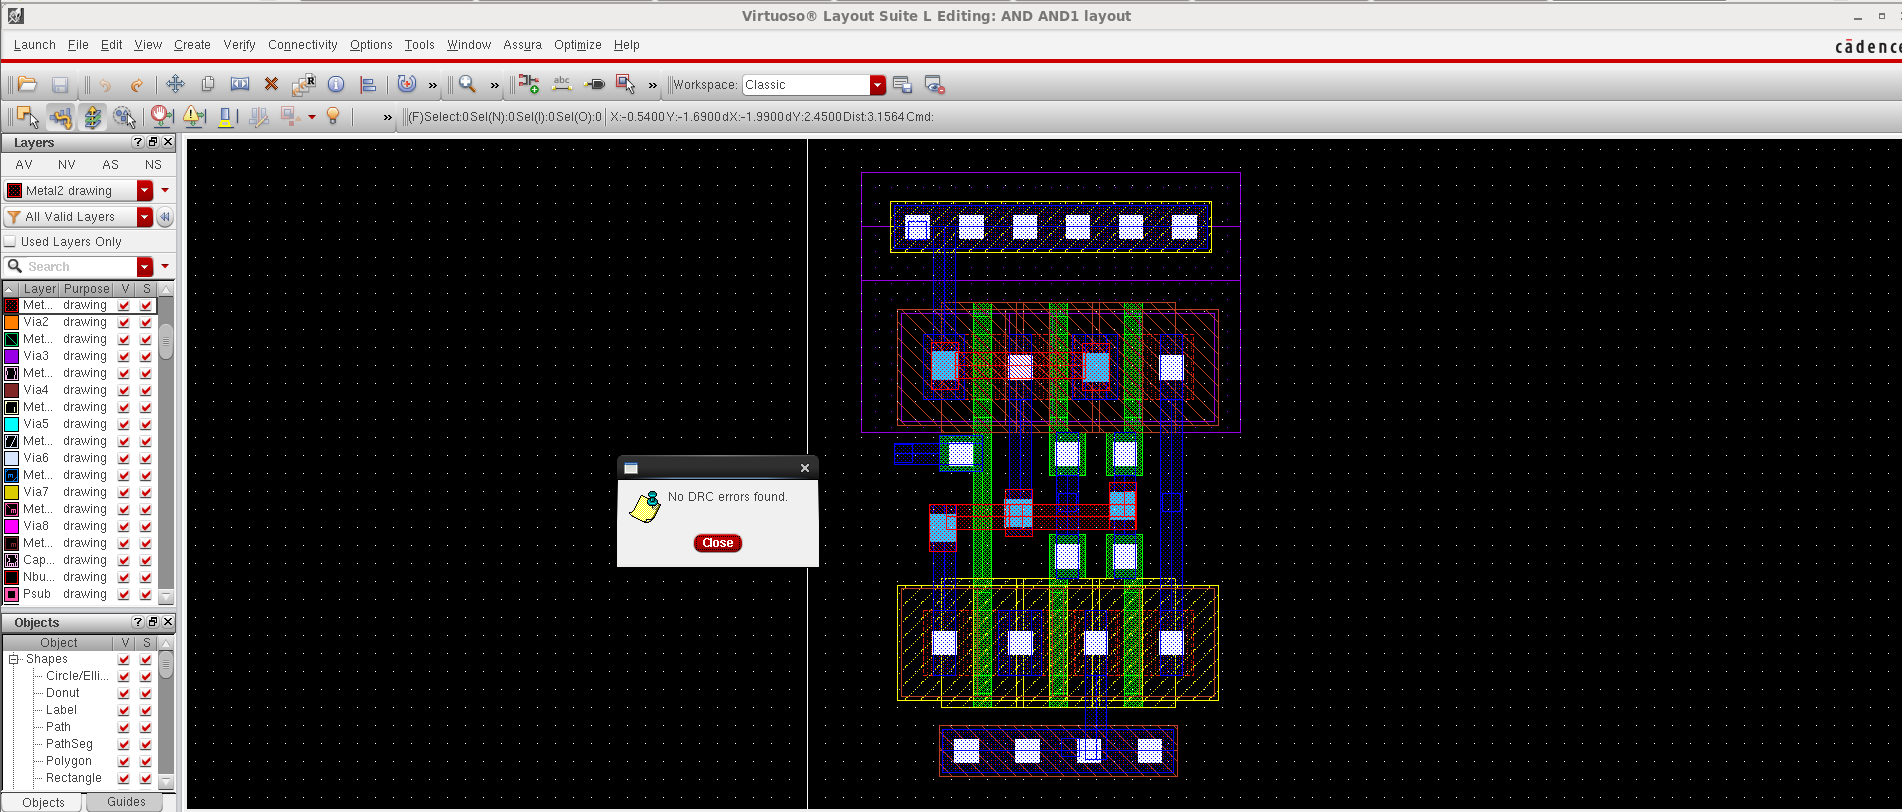 Virtuoso® Layout Suite L Editing: AND AND1 layout
Launch File Edit View Create Verify Connectivity Options Tools Window Assura Optimize Help
cādence
Workspace: Classic
(F)Select:0 Sel(N):0 Sel(I):0 Sel(O):0 X:-0.5400 Y:-1.6900 dX:-1.9900 dY:2.4500 Dist:3.1564 Cmd:
Layers
AV NV AS NS
Metal2 drawing
All Valid Layers
Used Layers Only
Search
Layer Purpose V S
Met... drawing
Via2 drawing
Met... drawing
Via3 drawing
Met... drawing
Via4 drawing
Met... drawing
Via5 drawing
Met... drawing
Via6 drawing
Met... drawing
Via7 drawing
Met... drawing
Via8 drawing
Met... drawing
Cap... drawing
Nbu... drawing
Psub drawing
Objects
Object V S
Shapes
Circle/Elli...
Donut
Label
Path
PathSeg
Polygon
Rectangle
Objects Guides
No DRC errors found.
Close